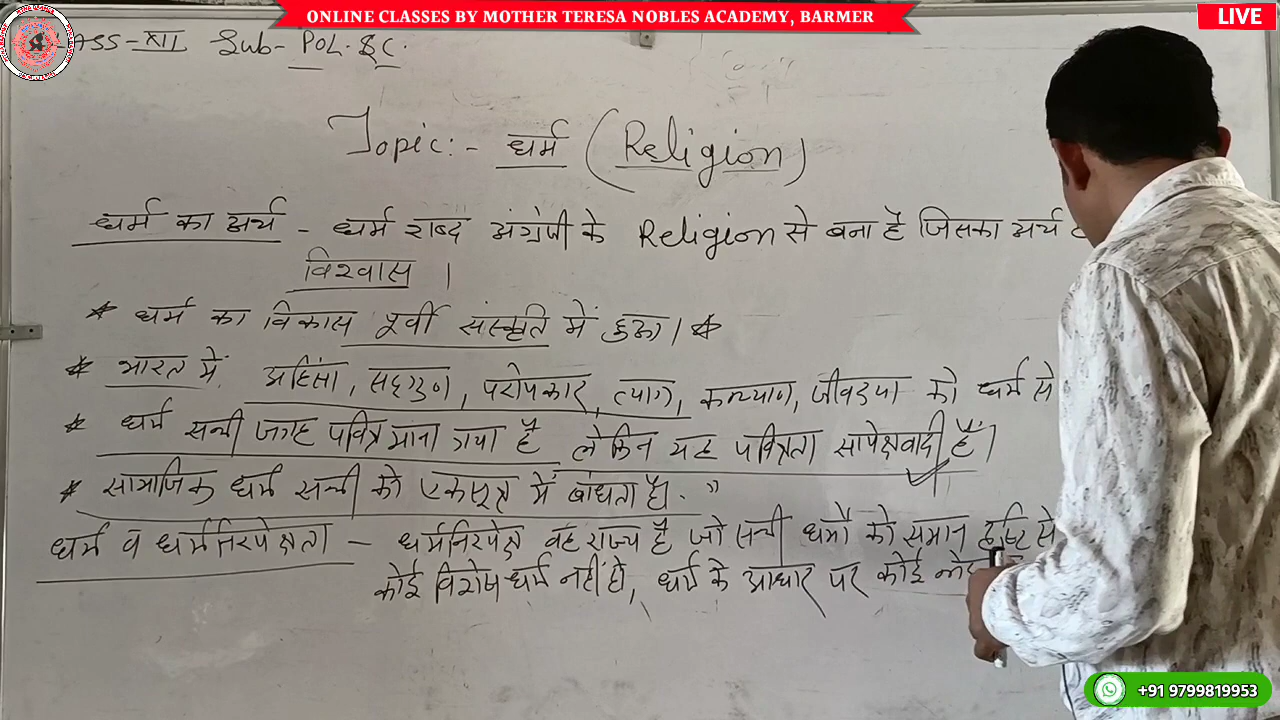 ONLINE CLASSES BY MOTHER TERESA NOBLES ACADEMY, BARMER
LIVE
ASS-XII Sub- POL. SC.
Topic:- धर्म (Religion)
धर्म का अर्थ - धर्म शब्द अंग्रेजी के Religion से बना है जिसका अर्थ
विश्वास ।
* धर्म का विकास पूर्वी संस्कृति में हुआ। *
* भारत में अहिंसा, सद्गुण, परोपकार, त्याग, कल्याण, जीवदया को धर्म से
* धर्म सभी जगह पवित्र माना गया है लेकिन यह पवित्रता सापेक्षवादी है।
* सामाजिक धर्म सभी को एकसूत्र में बांधता है। "
धर्म व धर्मनिरपेक्षता - धर्मनिरपेक्ष वह राज्य है जो सभी धर्मों को समान दृष्टि से
कोई विशेष धर्म नहीं हो, धर्म के आधार पर कोई
+91 9799819953